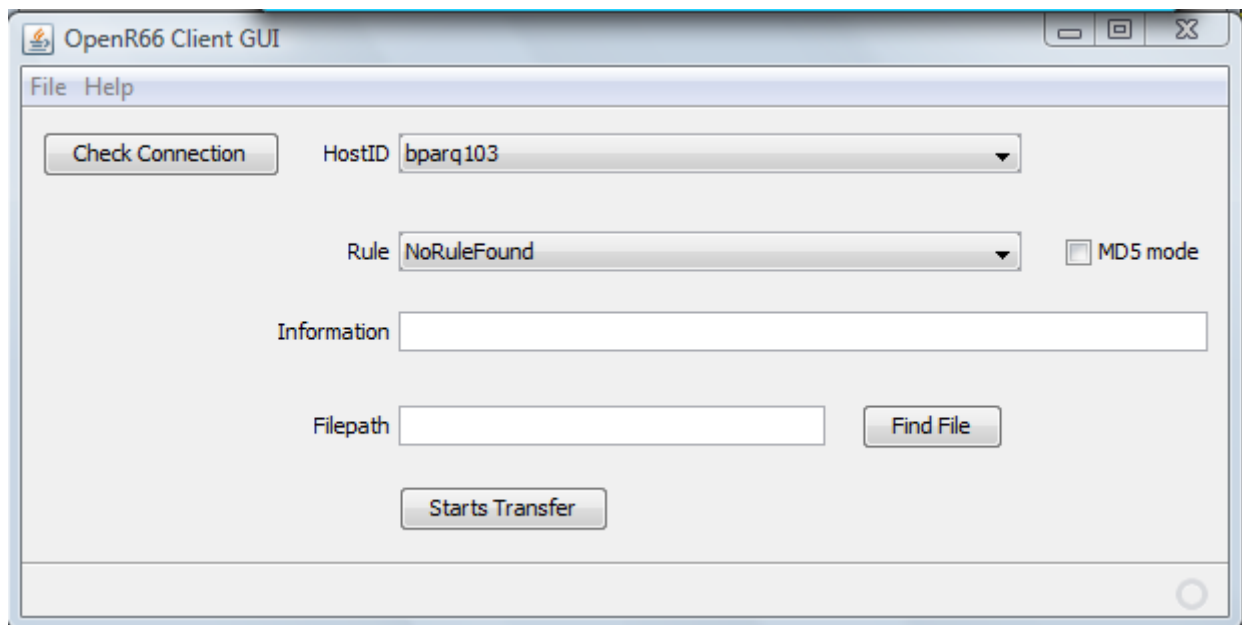 OpenR66 Client GUI
File Help
Check Connection HostID bparq103
Rule NoRuleFound MD5 mode
Information
Filepath Find File
Starts Transfer